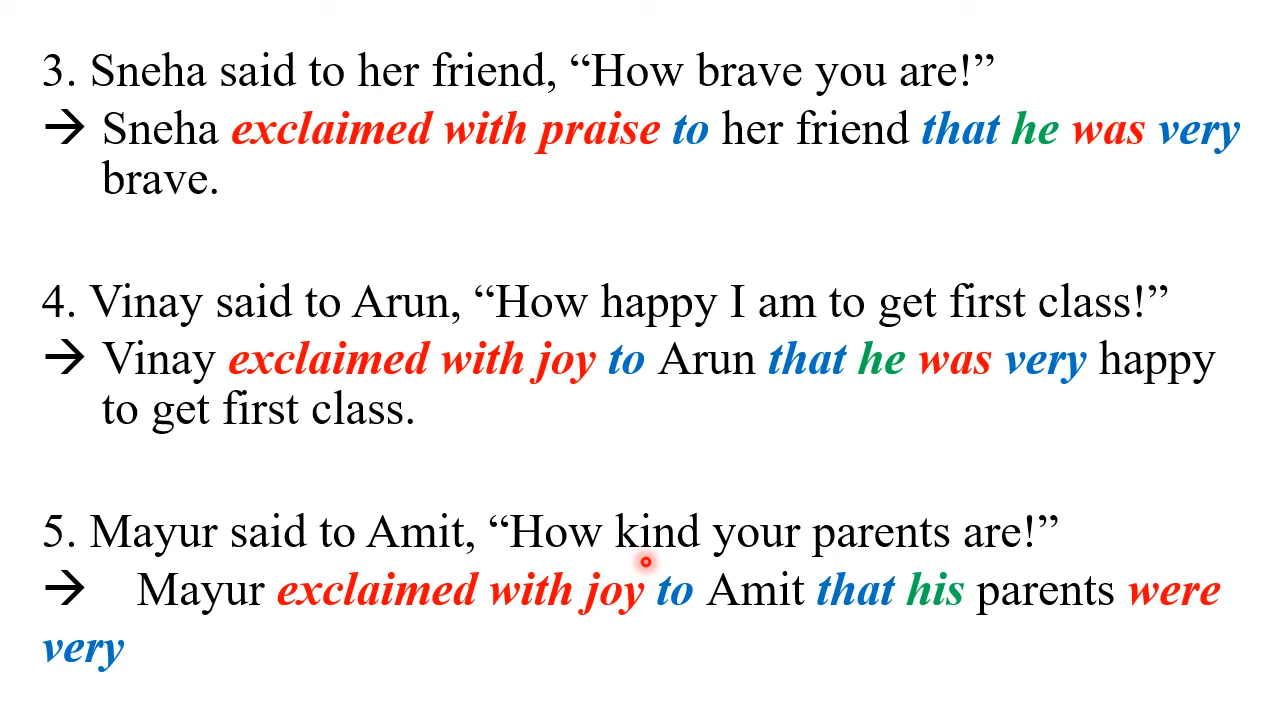 3. Sneha said to her friend, “How brave you are!”
→ Sneha exclaimed with praise to her friend that he was very
brave.
4. Vinay said to Arun, “How happy I am to get first class!”
→ Vinay exclaimed with joy to Arun that he was very happy
to get first class.
5. Mayur said to Amit, “How kind your parents are!”
→ Mayur exclaimed with joy to Amit that his parents were
very